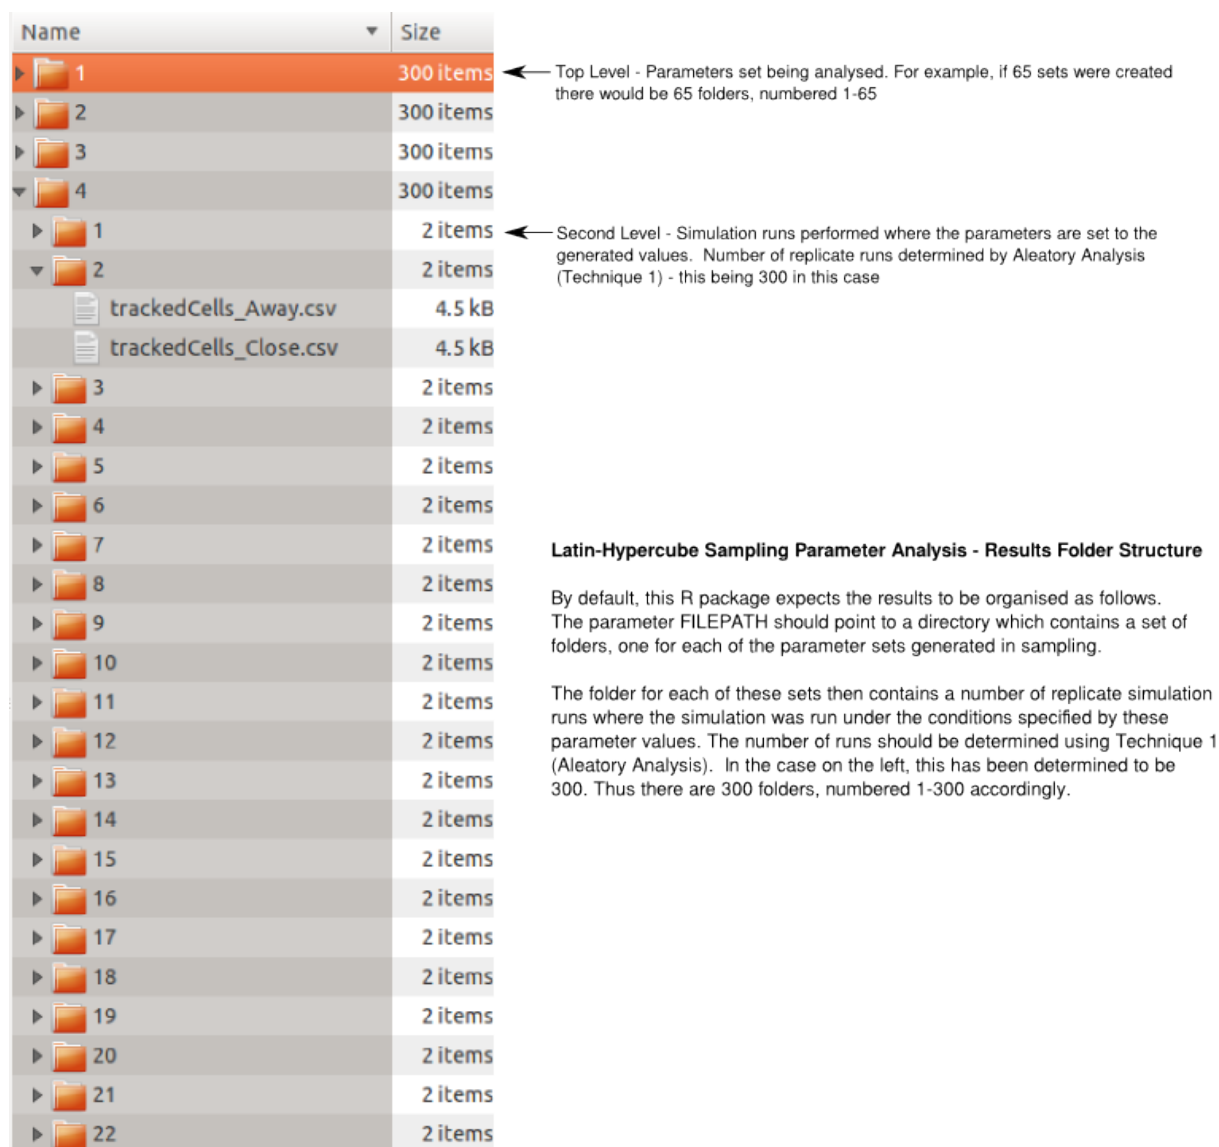 Name Size
1 300 items
Top Level - Parameters set being analysed. For example, if 65 sets were created
there would be 65 folders, numbered 1-65
2 300 items
3 300 items
4 300 items
1 2 items
Second Level - Simulation runs performed where the parameters are set to the
generated values. Number of replicate runs determined by Aleatory Analysis
(Technique 1) - this being 300 in this case
2 2 items
trackedCells_Away.csv 4.5 kB
trackedCells_Close.csv 4.5 kB
3 2 items
4 2 items
5 2 items
6 2 items
7 2 items
8 2 items
9 2 items
10 2 items
11 2 items
12 2 items
13 2 items
14 2 items
15 2 items
16 2 items
17 2 items
18 2 items
19 2 items
20 2 items
21 2 items
22 2 items
Latin-Hypercube Sampling Parameter Analysis - Results Folder Structure
By default, this R package expects the results to be organised as follows.
The parameter FILEPATH should point to a directory which contains a set of
folders, one for each of the parameter sets generated in sampling.
The folder for each of these sets then contains a number of replicate simulation
runs where the simulation was run under the conditions specified by these
parameter values. The number of runs should be determined using Technique 1
(Aleatory Analysis). In the case on the left, this has been determined to be
300. Thus there are 300 folders, numbered 1-300 accordingly.